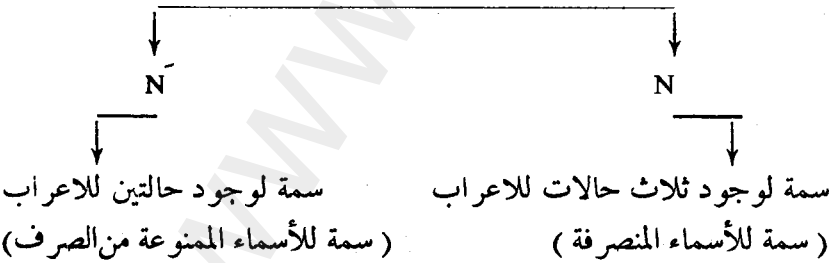 N N⁻
سمة لوجود ثلاث حالات للاعراب سمة لوجود حالتين للاعراب
( سمة للأسماء المنصرفة ) ( سمة للأسماء الممنوعة من الصرف)